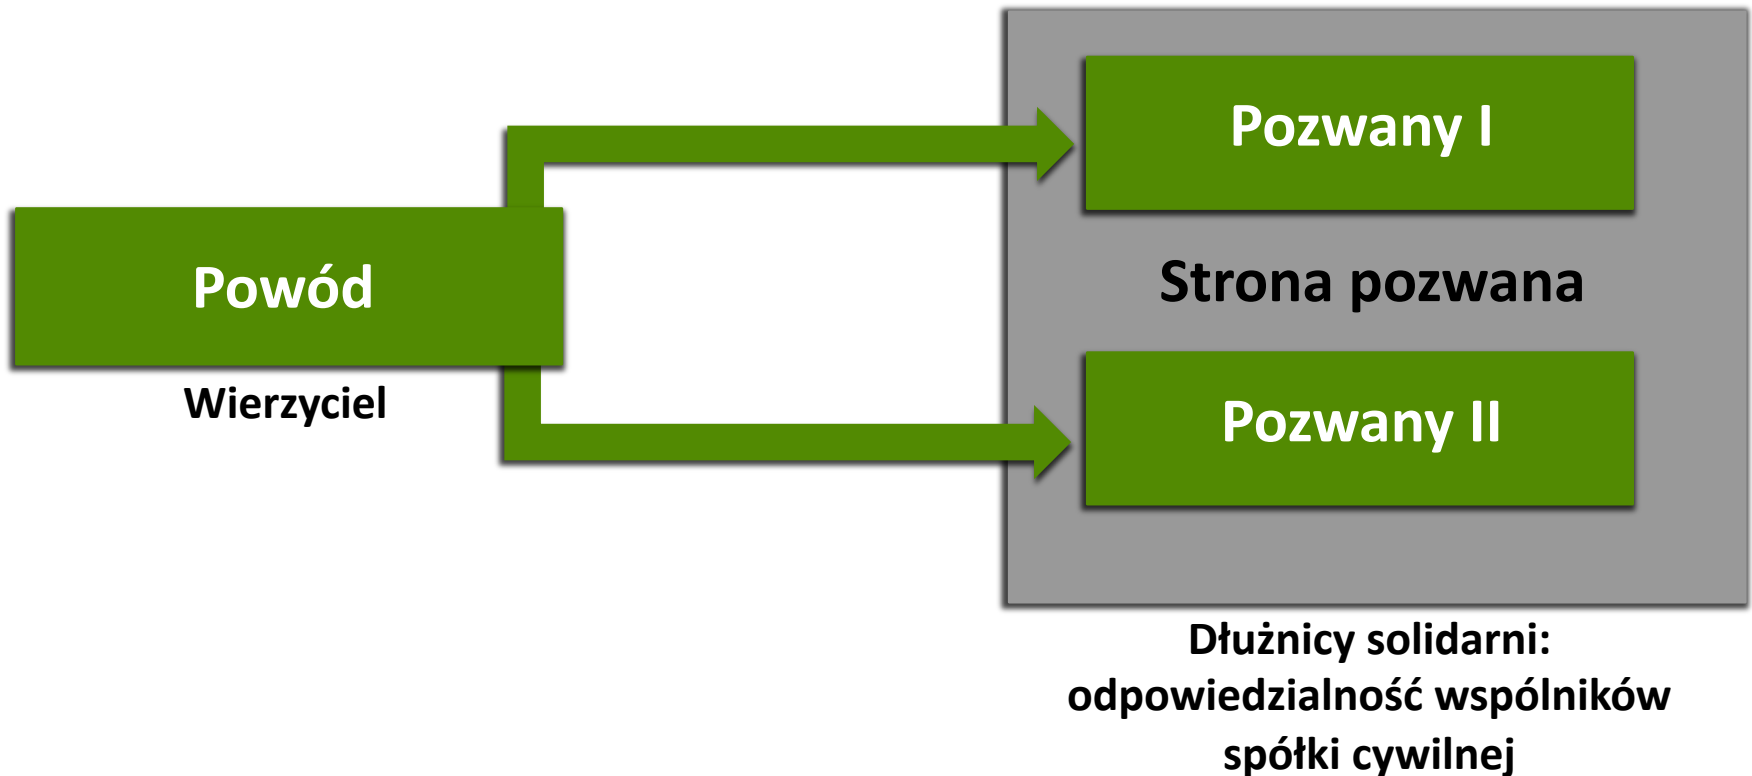 Powód
Wierzyciel
Pozwany I
Strona pozwana
Pozwany II
Dłużnicy solidarni:
odpowiedzialność wspólników
spółki cywilnej